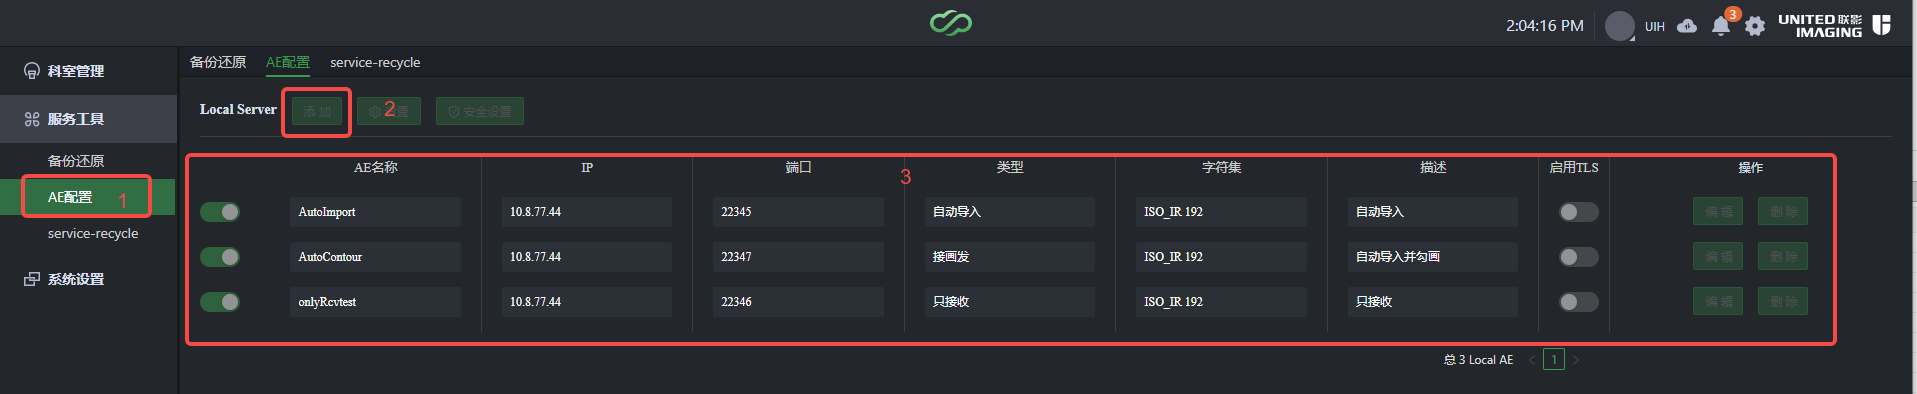 2:04:16 PM UIH 3 UNITED 联影 IMAGING
科室管理
服务工具
备份还原
AE配置 1
service-recycle
系统设置
备份还原 AE配置 service-recycle
Local Server 添加 2 配置 安全设置
3
AE名称 IP 端口 类型 字符集 描述 启用TLS 操作
AutoImport 10.8.77.44 22345 自动导入 ISO_IR 192 自动导入 编辑 删除
AutoContour 10.8.77.44 22347 接画发 ISO_IR 192 自动导入并勾画 编辑 删除
onlyRcvtest 10.8.77.44 22346 只接收 ISO_IR 192 只接收 编辑 删除
总 3 Local AE < 1 >